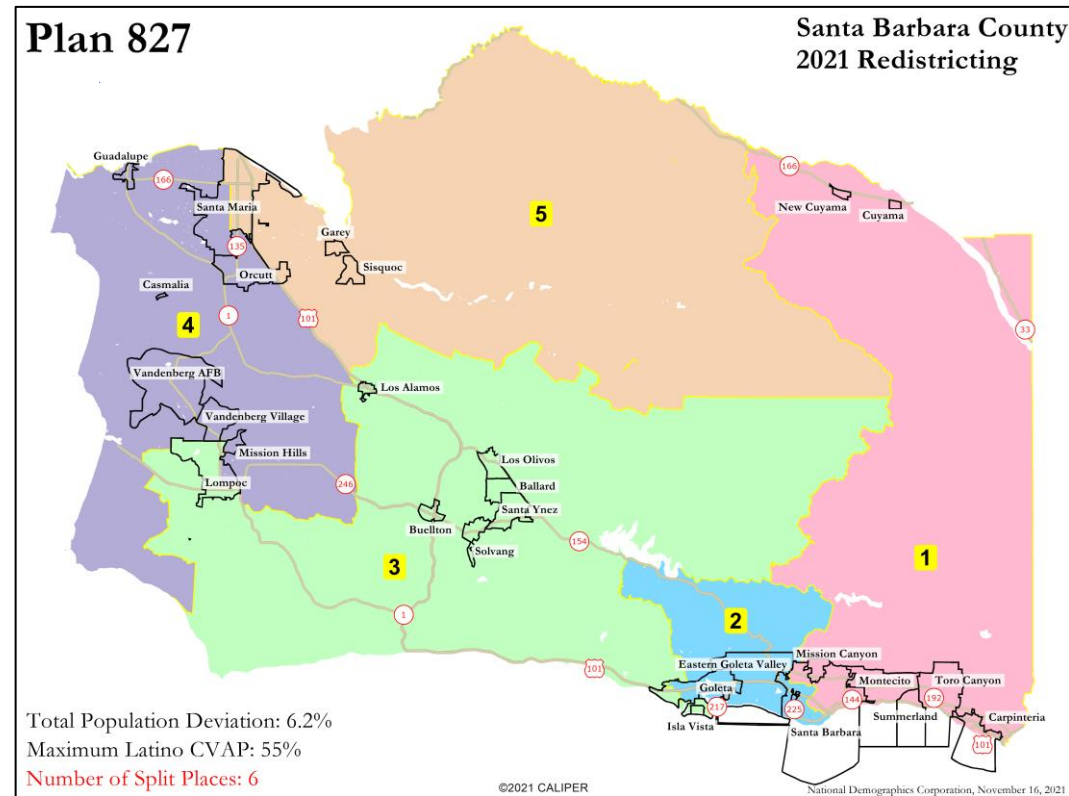 Plan 827
Santa Barbara County
2021 Redistricting
Guadalupe
166
Santa Maria
135
Orcutt
Casmalia
1
101
4
Garey
Sisquoc
5
166
New Cuyama
Cuyama
33
Vandenberg AFB
Vandenberg Village
Mission Hills
Lompoc
246
Los Alamos
Los Olivos
Ballard
Santa Ynez
Buellton
Solvang
154
3
1
101
1
2
Mission Canyon
Eastern Goleta Valley
Montecito
Toro Canyon
Goleta
217
225
144
192
Isla Vista
Santa Barbara
Summerland
Carpinteria
101
Total Population Deviation: 6.2%
Maximum Latino CVAP: 55%
Number of Split Places: 6
©2021 CALIPER
National Demographics Corporation, November 16, 2021